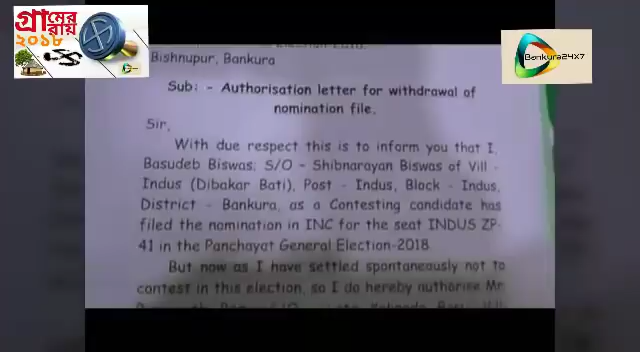 গ্রামের
রায়
২০১৮
Bankura24X7
Bishnupur, Bankura
Sub: - Authorisation letter for withdrawal of
nomination file.
Sir,
With due respect this is to inform you that I,
Basudeb Biswas; S/O - Shibnarayan Biswas of Vill -
Indus (Dibakar Bati), Post - Indus, Block - Indus,
District - Bankura, as a Contesting candidate has
filed the nomination in INC for the seat INDUS ZP-
41 in the Panchayat General Election-2018
But now as I have settled spontaneously not to
contest in this election, so I do hereby authorise Mr